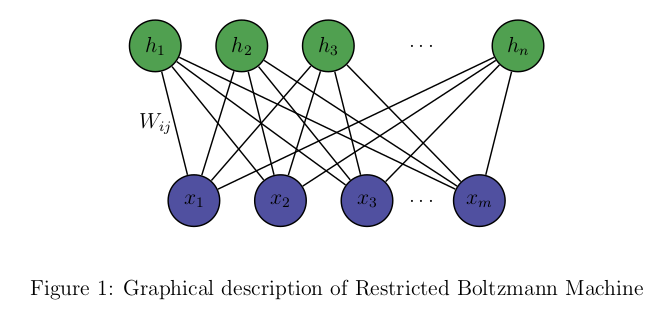 h₁ h₂ h₃ ··· hₙ
Wᵢⱼ
x₁ x₂ x₃ ··· xₘ
Figure 1: Graphical description of Restricted Boltzmann Machine